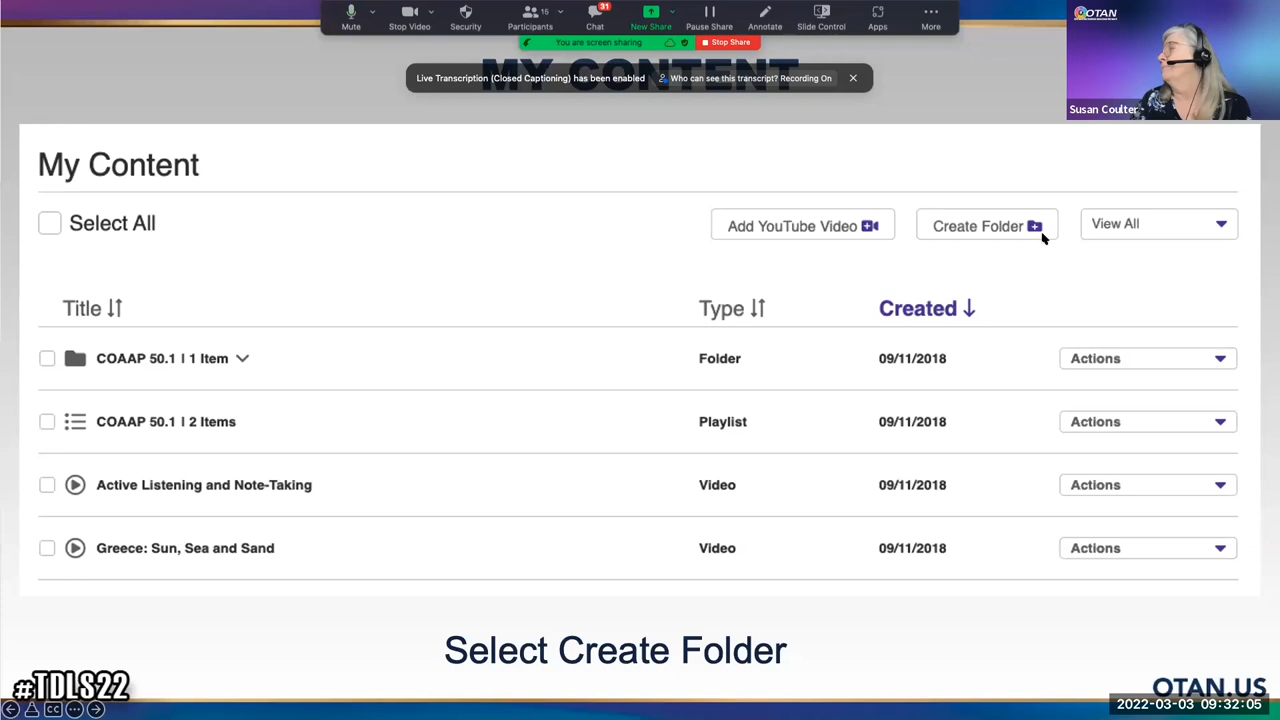 Mute
Stop Video
Security
Participants
15
Chat
31
New Share
Pause Share
Annotate
Slide Control
Apps
More
You are screen sharing
Stop Share
MY CONTENT
Live Transcription (Closed Captioning) has been enabled
Who can see this transcript? Recording On
OTAN
Susan Coulter
My Content
Select All
Add YouTube Video
Create Folder
View All
Title
Type
Created
COAAP 50.1 | 1 Item
Folder
09/11/2018
Actions
COAAP 50.1 | 2 Items
Playlist
09/11/2018
Actions
Active Listening and Note-Taking
Video
09/11/2018
Actions
Greece: Sun, Sea and Sand
Video
09/11/2018
Actions
Select Create Folder
#TDLS22
OTAN.US
CC
2022-03-03 09:32:05